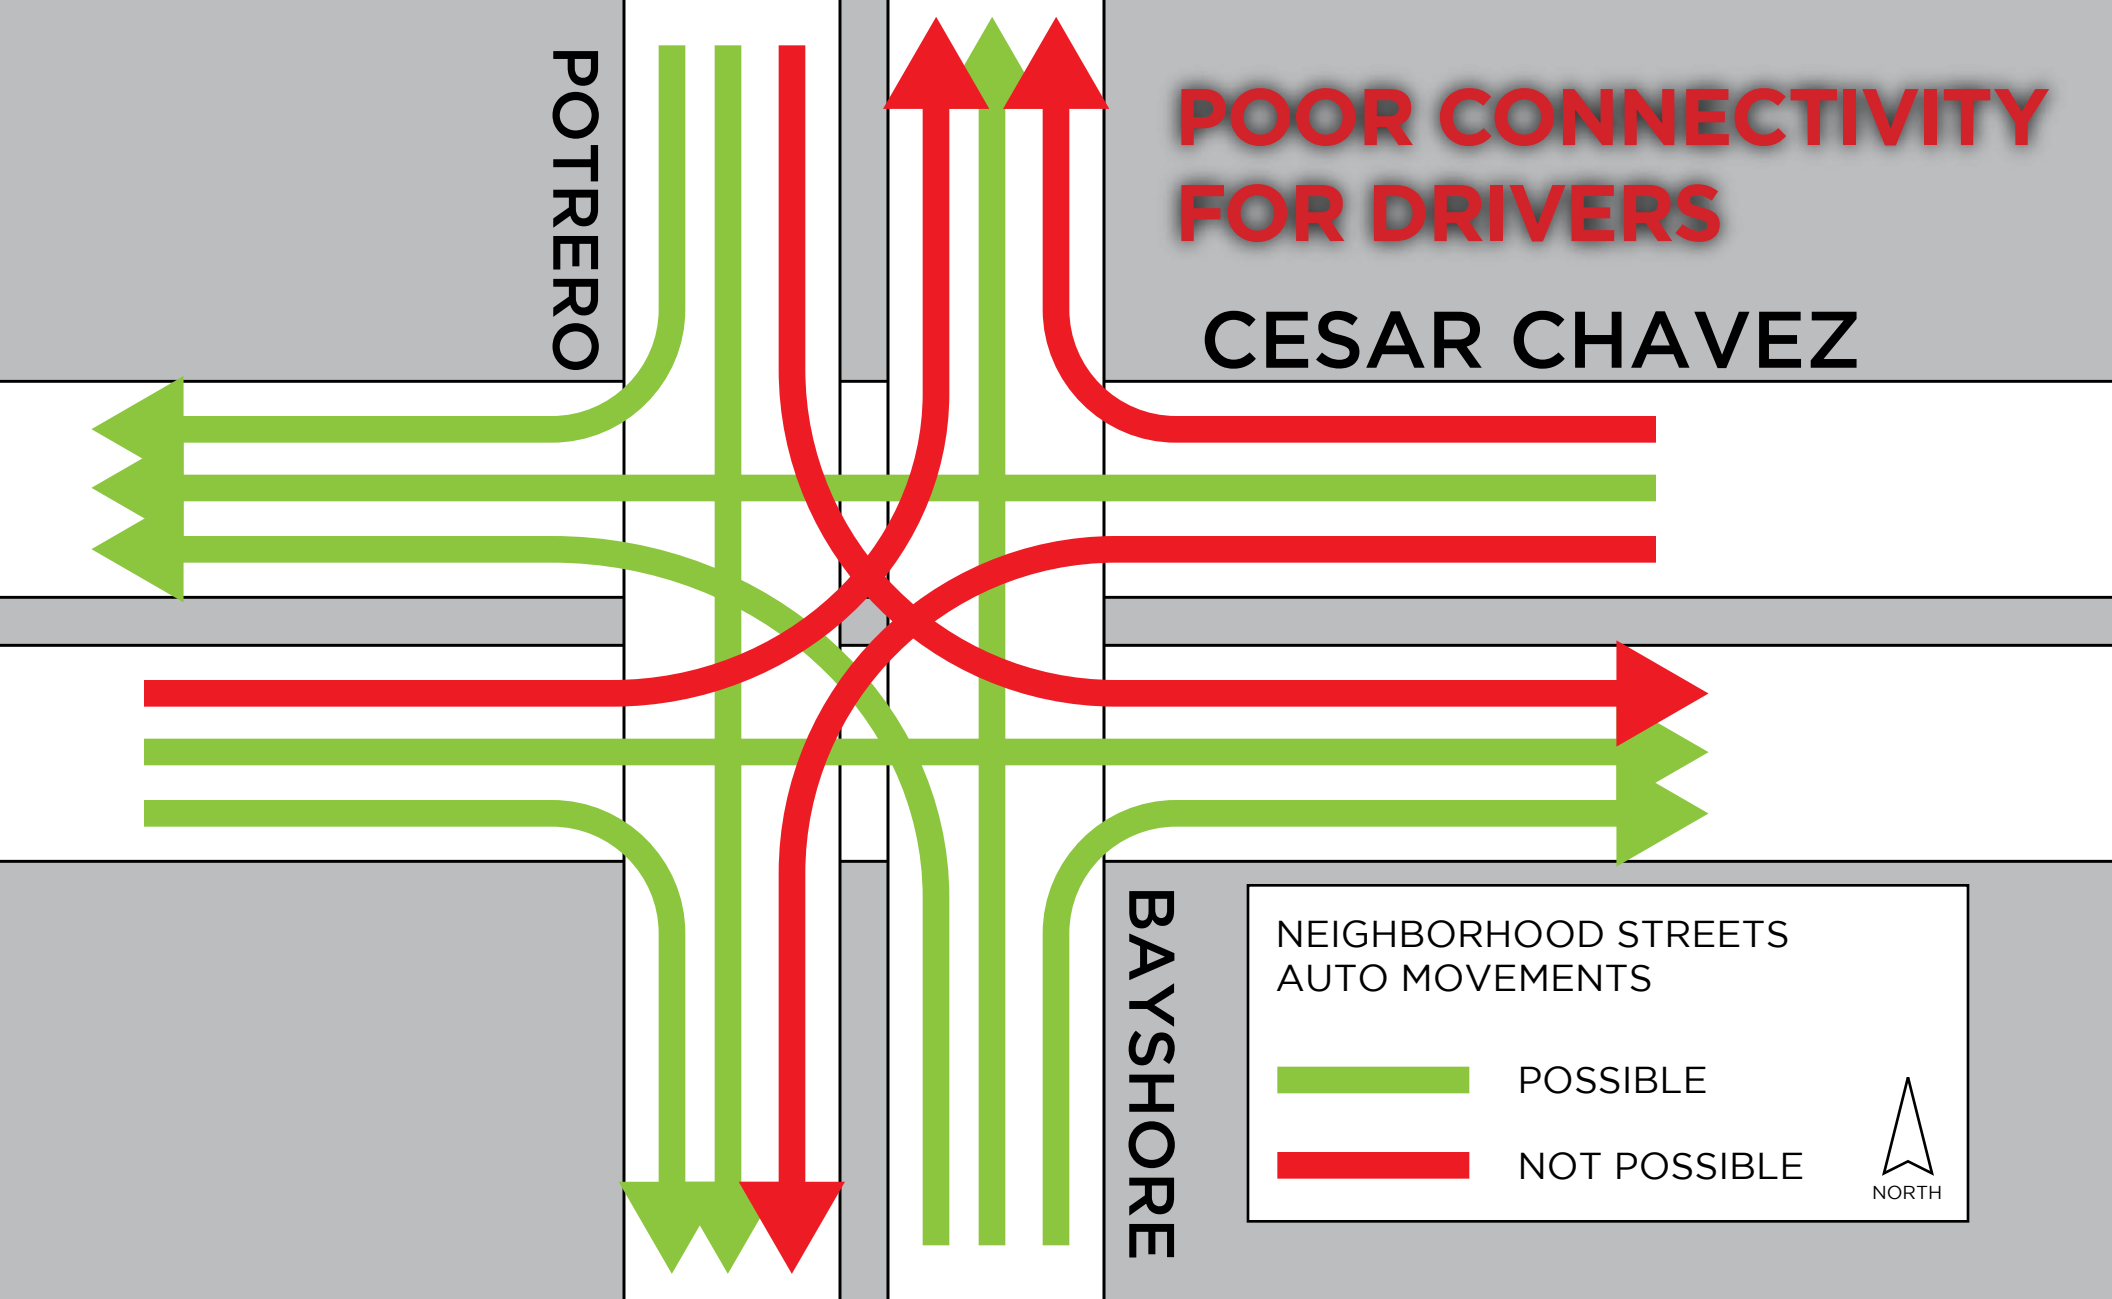 POTRERO
POOR CONNECTIVITY
FOR DRIVERS
CESAR CHAVEZ
BAYSHORE
NEIGHBORHOOD STREETS
AUTO MOVEMENTS
POSSIBLE
NOT POSSIBLE
NORTH